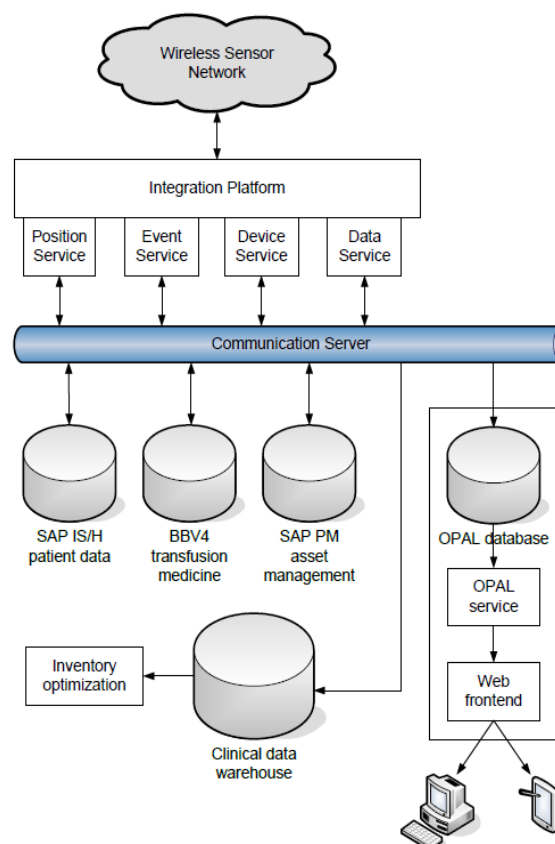 Wireless Sensor
Network
Integration Platform
Position
Service
Event
Service
Device
Service
Data
Service
Communication Server
SAP IS/H
patient data
BBV4
transfusion
medicine
SAP PM
asset
management
OPAL database
OPAL
service
Inventory
optimization
Web
frontend
Clinical data
warehouse